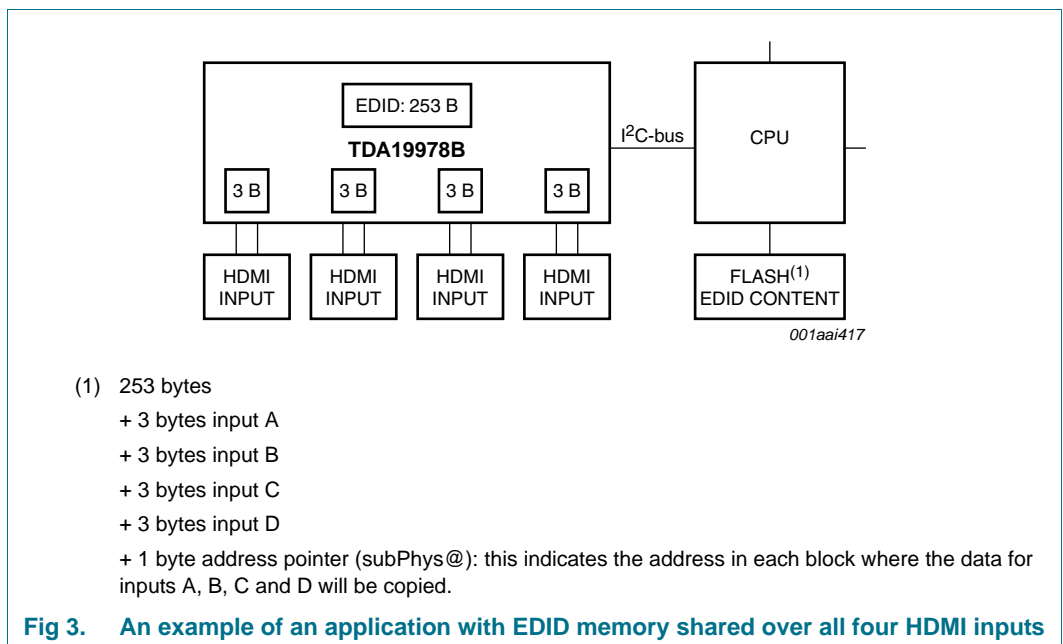 EDID: 253 B
TDA19978B
3 B
3 B
3 B
3 B
I2C-bus
CPU
HDMI
INPUT
HDMI
INPUT
HDMI
INPUT
HDMI
INPUT
FLASH(1)
EDID CONTENT
001aai417
(1) 253 bytes
+ 3 bytes input A
+ 3 bytes input B
+ 3 bytes input C
+ 3 bytes input D
+ 1 byte address pointer (subPhys@): this indicates the address in each block where the data for
inputs A, B, C and D will be copied.
Fig 3. An example of an application with EDID memory shared over all four HDMI inputs